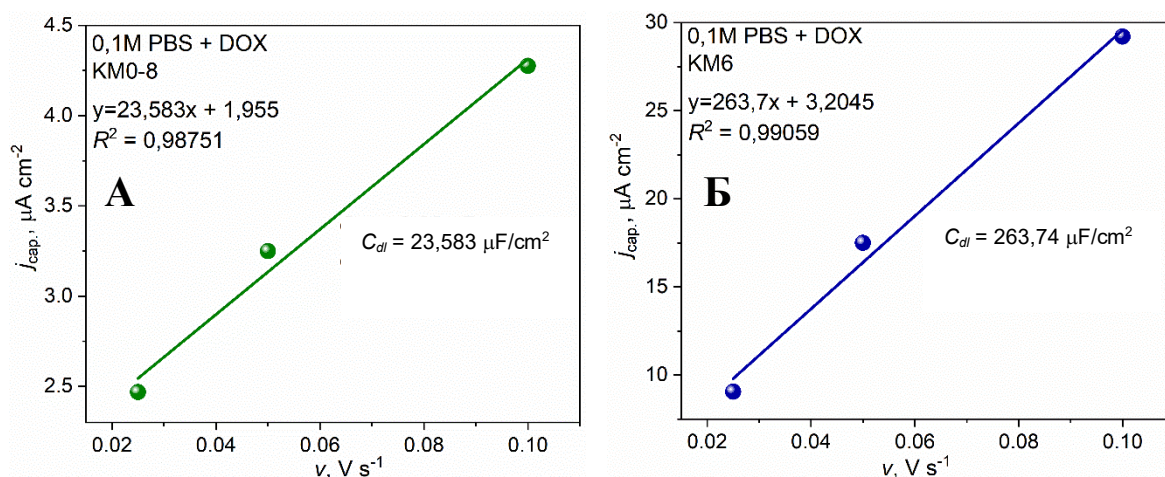 4.5
4.0
3.5
3.0
2.5
0,1M PBS + DOX
KM0-8
y=23,583x + 1,955
R² = 0,98751
А
C_dl = 23,583 μF/cm²
j_cap., μA cm⁻²
0.02
0.04
0.06
0.08
0.10
v, V s⁻¹
30
25
20
15
10
0,1M PBS + DOX
KM6
y=263,7x + 3,2045
R² = 0,99059
Б
C_dl = 263,74 μF/cm²
j_cap., μA cm⁻²
0.02
0.04
0.06
0.08
0.10
v, V s⁻¹